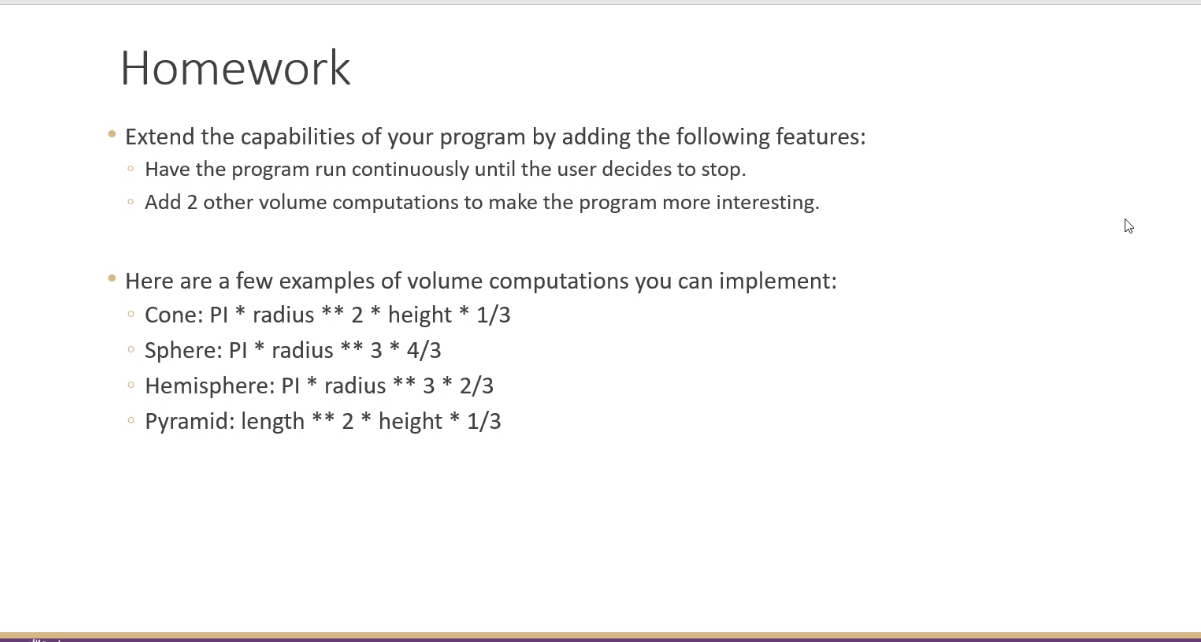 Homework
• Extend the capabilities of your program by adding the following features:
◦ Have the program run continuously until the user decides to stop.
◦ Add 2 other volume computations to make the program more interesting.
• Here are a few examples of volume computations you can implement:
◦ Cone: PI * radius ** 2 * height * 1/3
◦ Sphere: PI * radius ** 3 * 4/3
◦ Hemisphere: PI * radius ** 3 * 2/3
◦ Pyramid: length ** 2 * height * 1/3